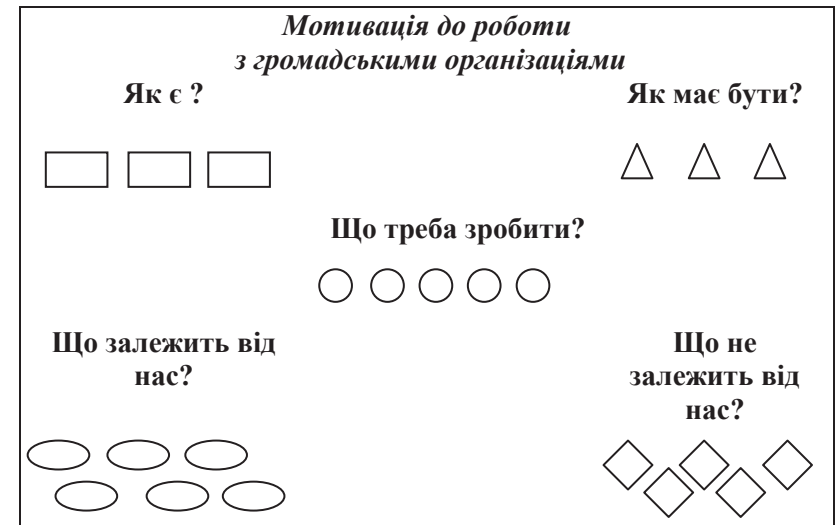 Мотивація до роботи
з громадськими організаціями
Як є ?
Як має бути?
Що треба зробити?
Що залежить від
нас?
Що не
залежить від
нас?